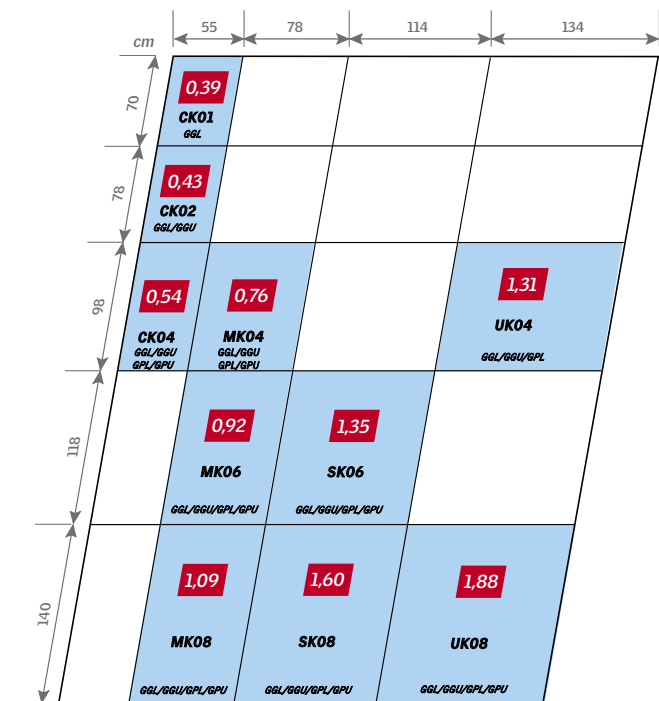 55 78 114 134
cm
70
0,39
CK01
GGL
78
0,43
CK02
GGL/GGU
98
0,54
CK04
GGL/GGU
GPL/GPU
0,76
MK04
GGL/GGU
GPL/GPU
1,31
UK04
GGL/GGU/GPL
118
0,92
MK06
GGL/GGU/GPL/GPU
1,35
SK06
GGL/GGU/GPL/GPU
140
1,09
MK08
GGL/GGU/GPL/GPU
1,60
SK08
GGL/GGU/GPL/GPU
1,88
UK08
GGL/GGU/GPL/GPU